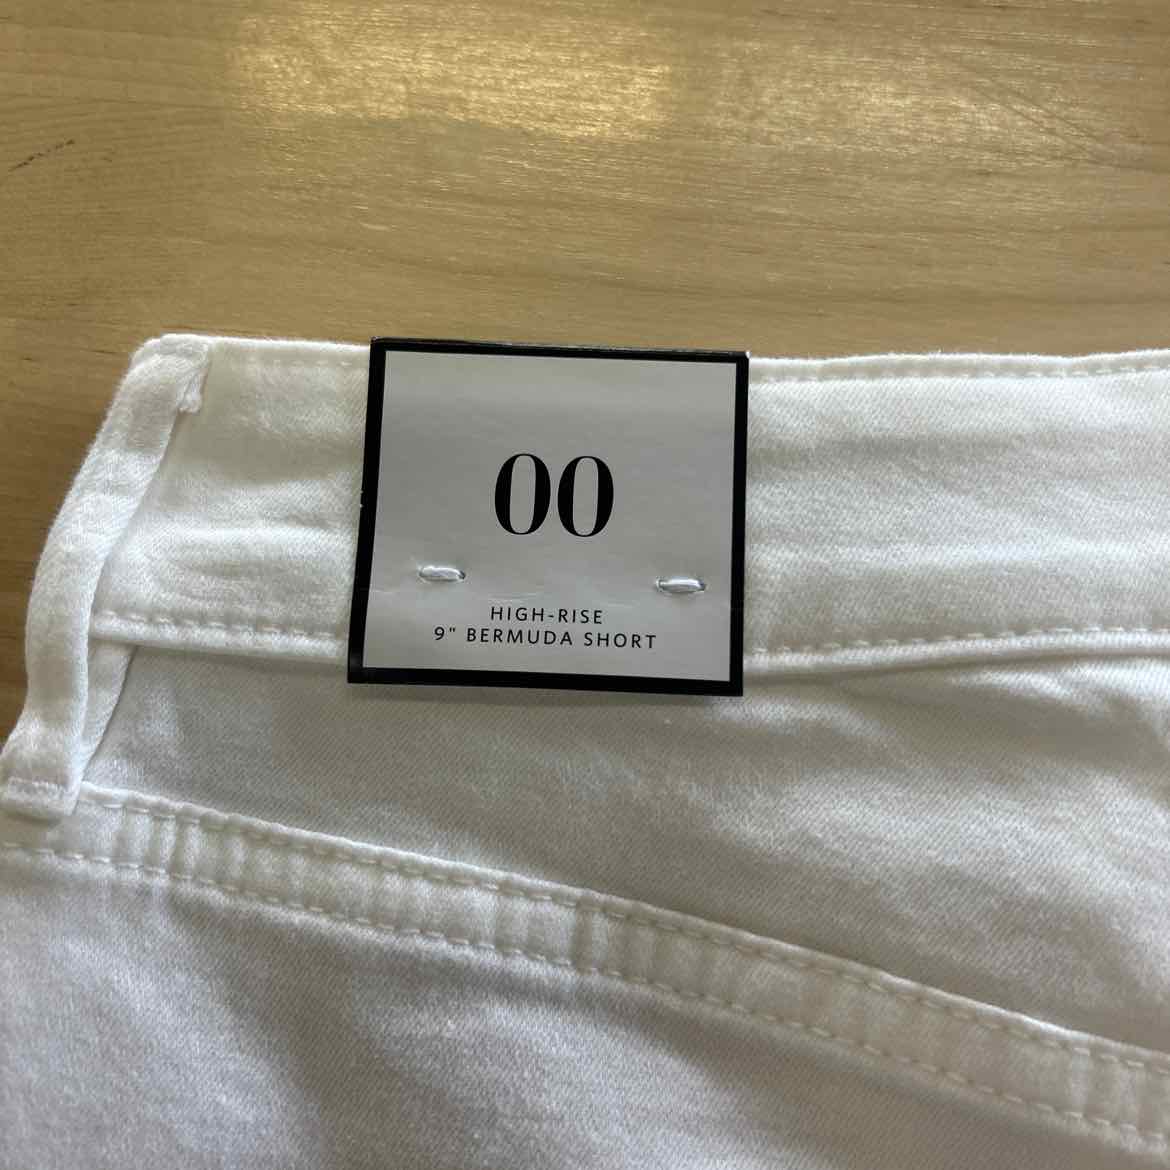 00
HIGH-RISE
9" BERMUDA SHORT